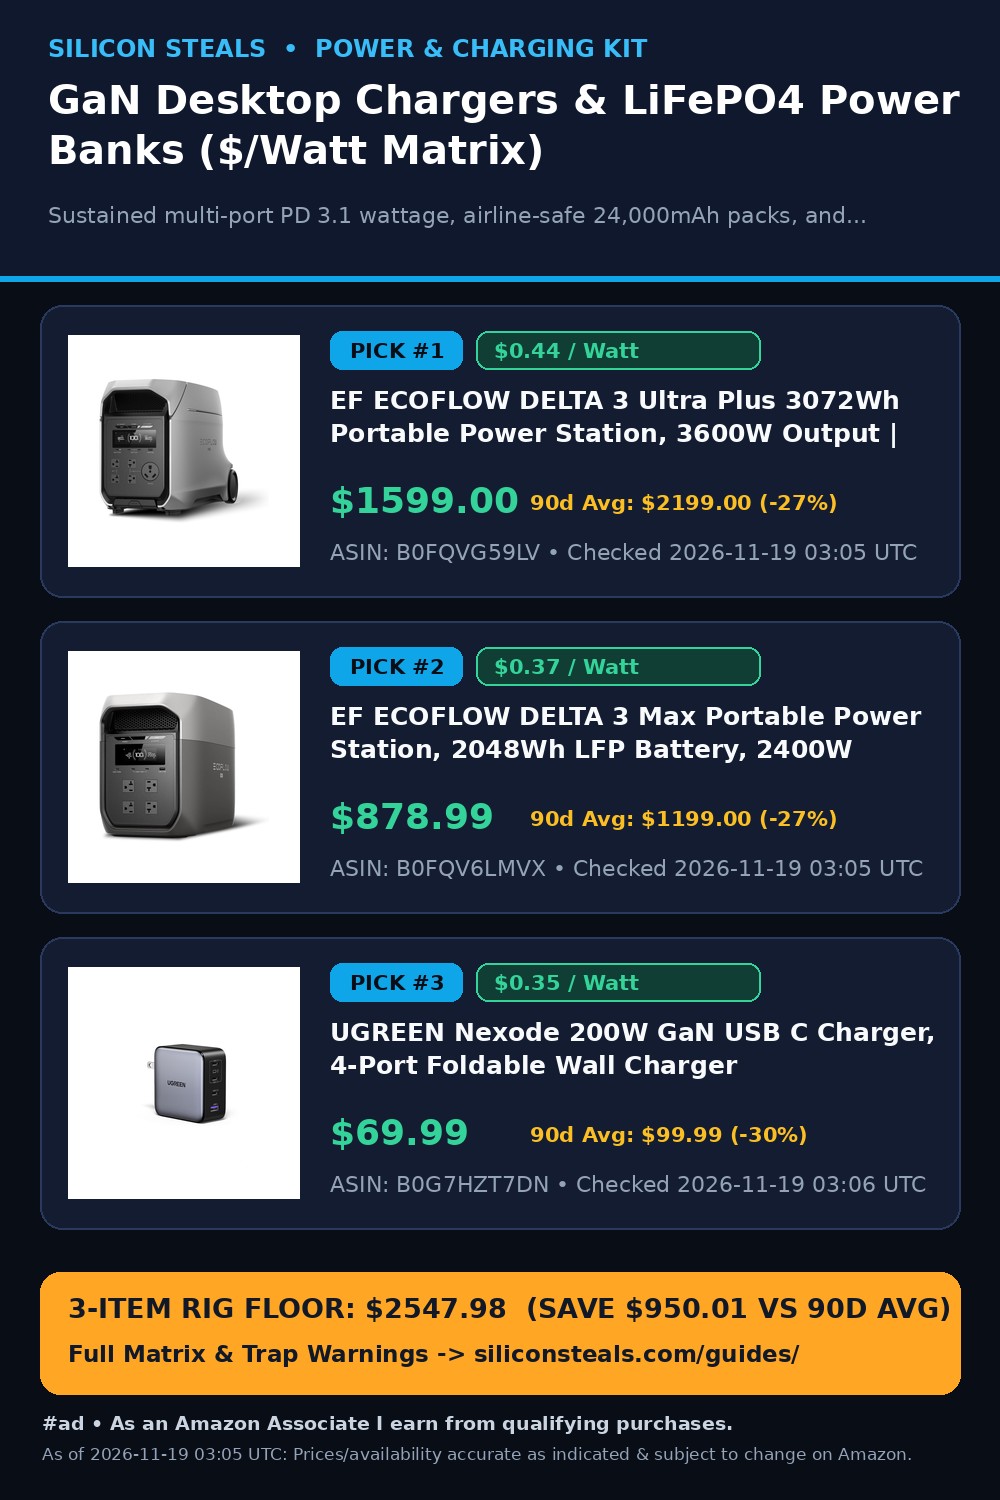 SILICON STEALS • POWER & CHARGING KIT
GaN Desktop Chargers & LiFePO4 Power
Banks ($/Watt Matrix)
Sustained multi-port PD 3.1 wattage, airline-safe 24,000mAh packs, and...
PICK #1
$0.44 / Watt
EF ECOFLOW DELTA 3 Ultra Plus 3072Wh
Portable Power Station, 3600W Output |
$1599.00 90d Avg: $2199.00 (-27%)
ASIN: B0FQVG59LV • Checked 2026-11-19 03:05 UTC
PICK #2
$0.37 / Watt
EF ECOFLOW DELTA 3 Max Portable Power
Station, 2048Wh LFP Battery, 2400W
$878.99 90d Avg: $1199.00 (-27%)
ASIN: B0FQV6LMVX • Checked 2026-11-19 03:05 UTC
UGREEN
PICK #3
$0.35 / Watt
UGREEN Nexode 200W GaN USB C Charger,
4-Port Foldable Wall Charger
$69.99 90d Avg: $99.99 (-30%)
ASIN: B0G7HZT7DN • Checked 2026-11-19 03:06 UTC
3-ITEM RIG FLOOR: $2547.98 (SAVE $950.01 VS 90D AVG)
Full Matrix & Trap Warnings -> siliconsteals.com/guides/
#ad • As an Amazon Associate I earn from qualifying purchases.
As of 2026-11-19 03:05 UTC: Prices/availability accurate as indicated & subject to change on Amazon.